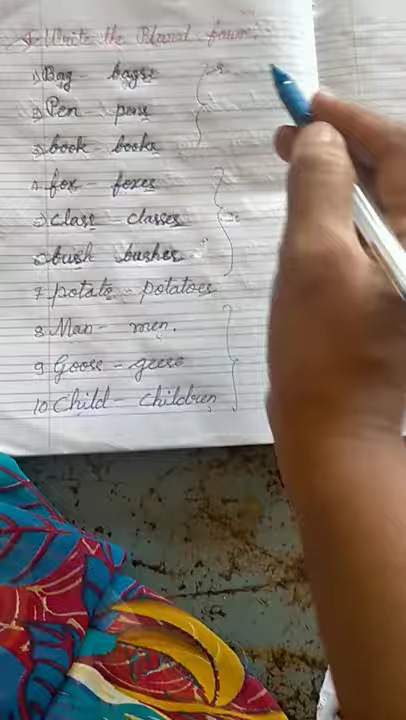 Write the Plural forms:
1) Bag - bags
2) Pen - pens
3) book - books
4. fox - foxes
5) class - classes
6 bush bushes
7 potato - potatoes
8 Man - men.
9 Goose - geese
10 Child - children